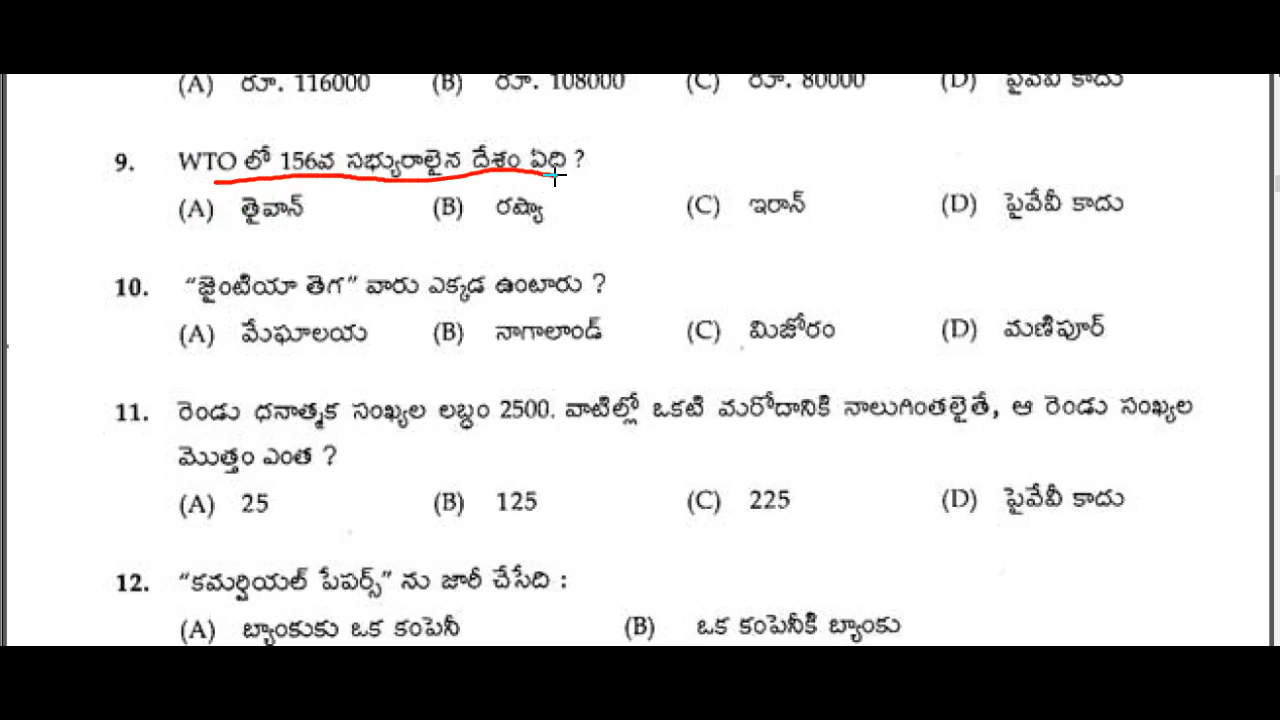 (A) రూ. 116000 (B) రూ. 108000 (C) రూ. 80000 (D) పైవేవీ కాదు
9. WTO లో 156వ సభ్యురాలైన దేశం ఏది ?
(A) తైవాన్ (B) రష్యా (C) ఇరాన్ (D) పైవేవీ కాదు
10. “జైంటియా తెగ” వారు ఎక్కడ ఉంటారు ?
(A) మేఘాలయ (B) నాగాలాండ్ (C) మిజోరం (D) మణిపూర్
11. రెండు ధనాత్మక సంఖ్యల లబ్ధం 2500. వాటిల్లో ఒకటి మరోదానికి నాలుగింతలైతే, ఆ రెండు సంఖ్యల
మొత్తం ఎంత ?
(A) 25 (B) 125 (C) 225 (D) పైవేవీ కాదు
12. “కమర్షియల్ పేపర్స్” ను జారీ చేసేది :
(A) బ్యాంకుకు ఒక కంపెనీ (B) ఒక కంపెనీకి బ్యాంకు